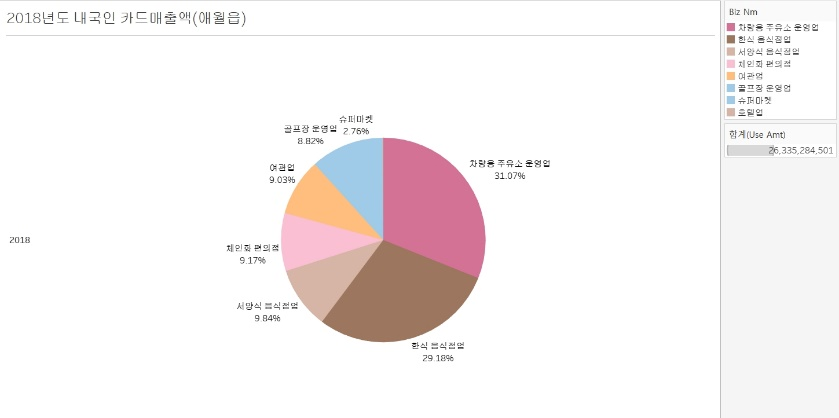 2018년도 내국인 카드매출액(애월읍)
Biz Nm
차량용 주유소 운영업
한식 음식점업
서양식 음식점업
체인화 편의점
여관업
골프장 운영업
슈퍼마켓
호텔업
합계(Use Amt)
26,335,284,501
슈퍼마켓
2.76%
골프장 운영업
8.82%
여관업
9.03%
차량용 주유소 운영업
31.07%
2018
체인화 편의점
9.17%
서양식 음식점업
9.84%
한식 음식점업
29.18%